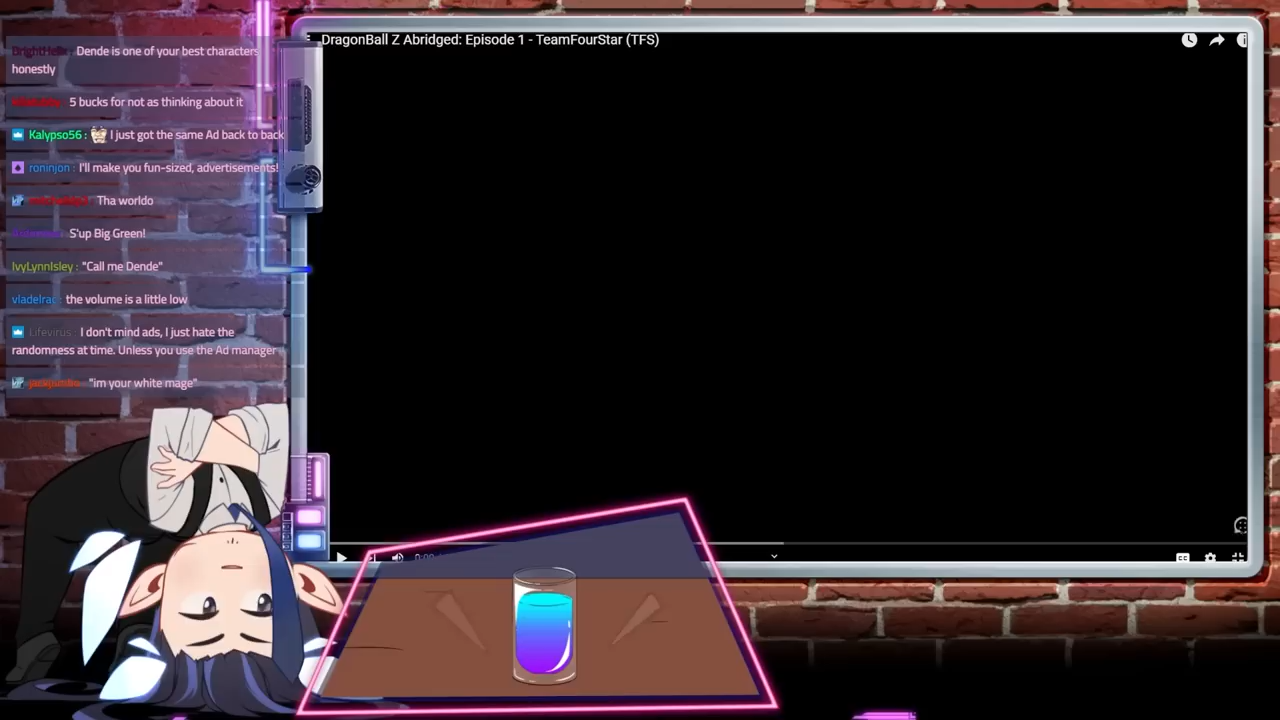 DragonBall Z Abridged: Episode 1 - TeamFourStar (TFS)
BrightHelix: Dende is one of your best characters
honestly
5 bucks for not as thinking about it
Kalypso56 : I just got the same Ad back to back
roninjon : I'll make you fun-sized, advertisements!
Tha worldo
S'up Big Green!
IvyLynnIsley : "Call me Dende"
vladelrac: the volume is a little low
Lifevirus : I don't mind ads, I just hate the
randomness at time. Unless you use the Ad manager
"im your white mage"